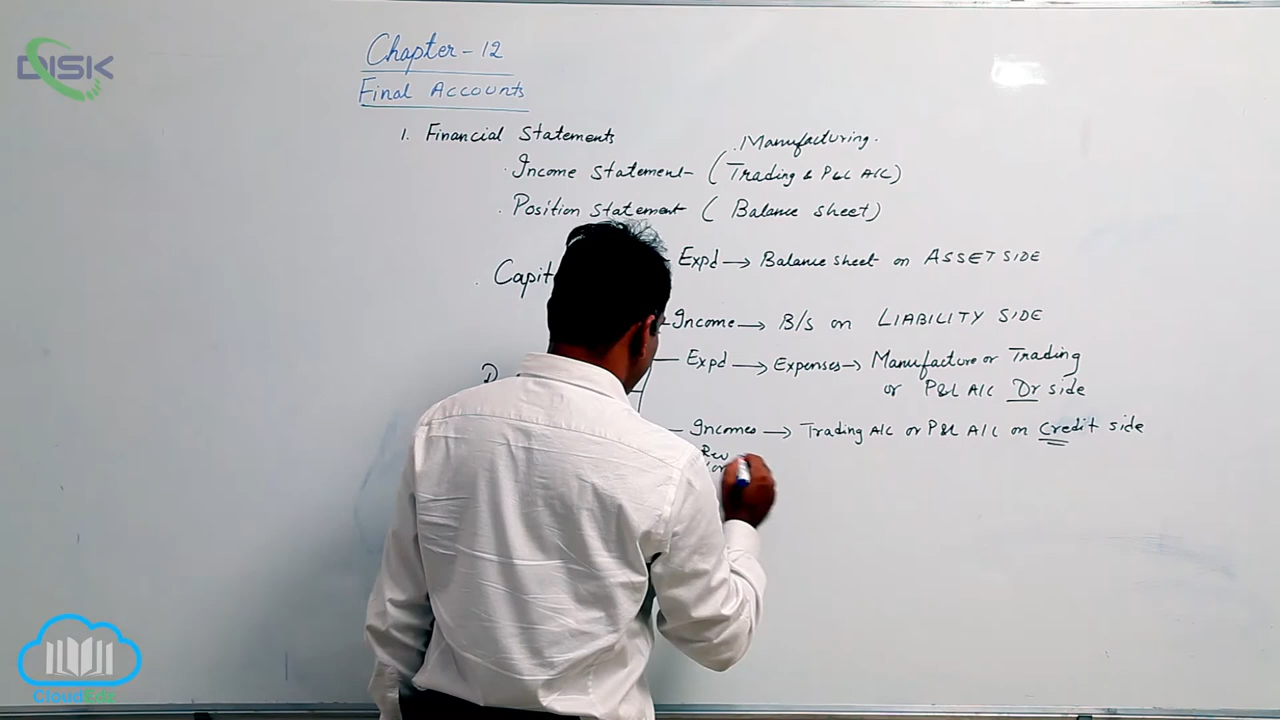 DISK
Chapter - 12
Final Accounts
1. Financial Statements
. Manufacturing.
. Income Statement - ( Trading & P&L A/C )
. Position Statement ( Balance sheet )
Expd → Balance sheet on ASSET SIDE
. Capit
Income → B/s on LIABILITY SIDE
Expd → Expenses → Manufacture or Trading
or P&L A/C Dr side
Incomes → Trading A/C or P&L A/C on Credit side
Rev
CloudEdz